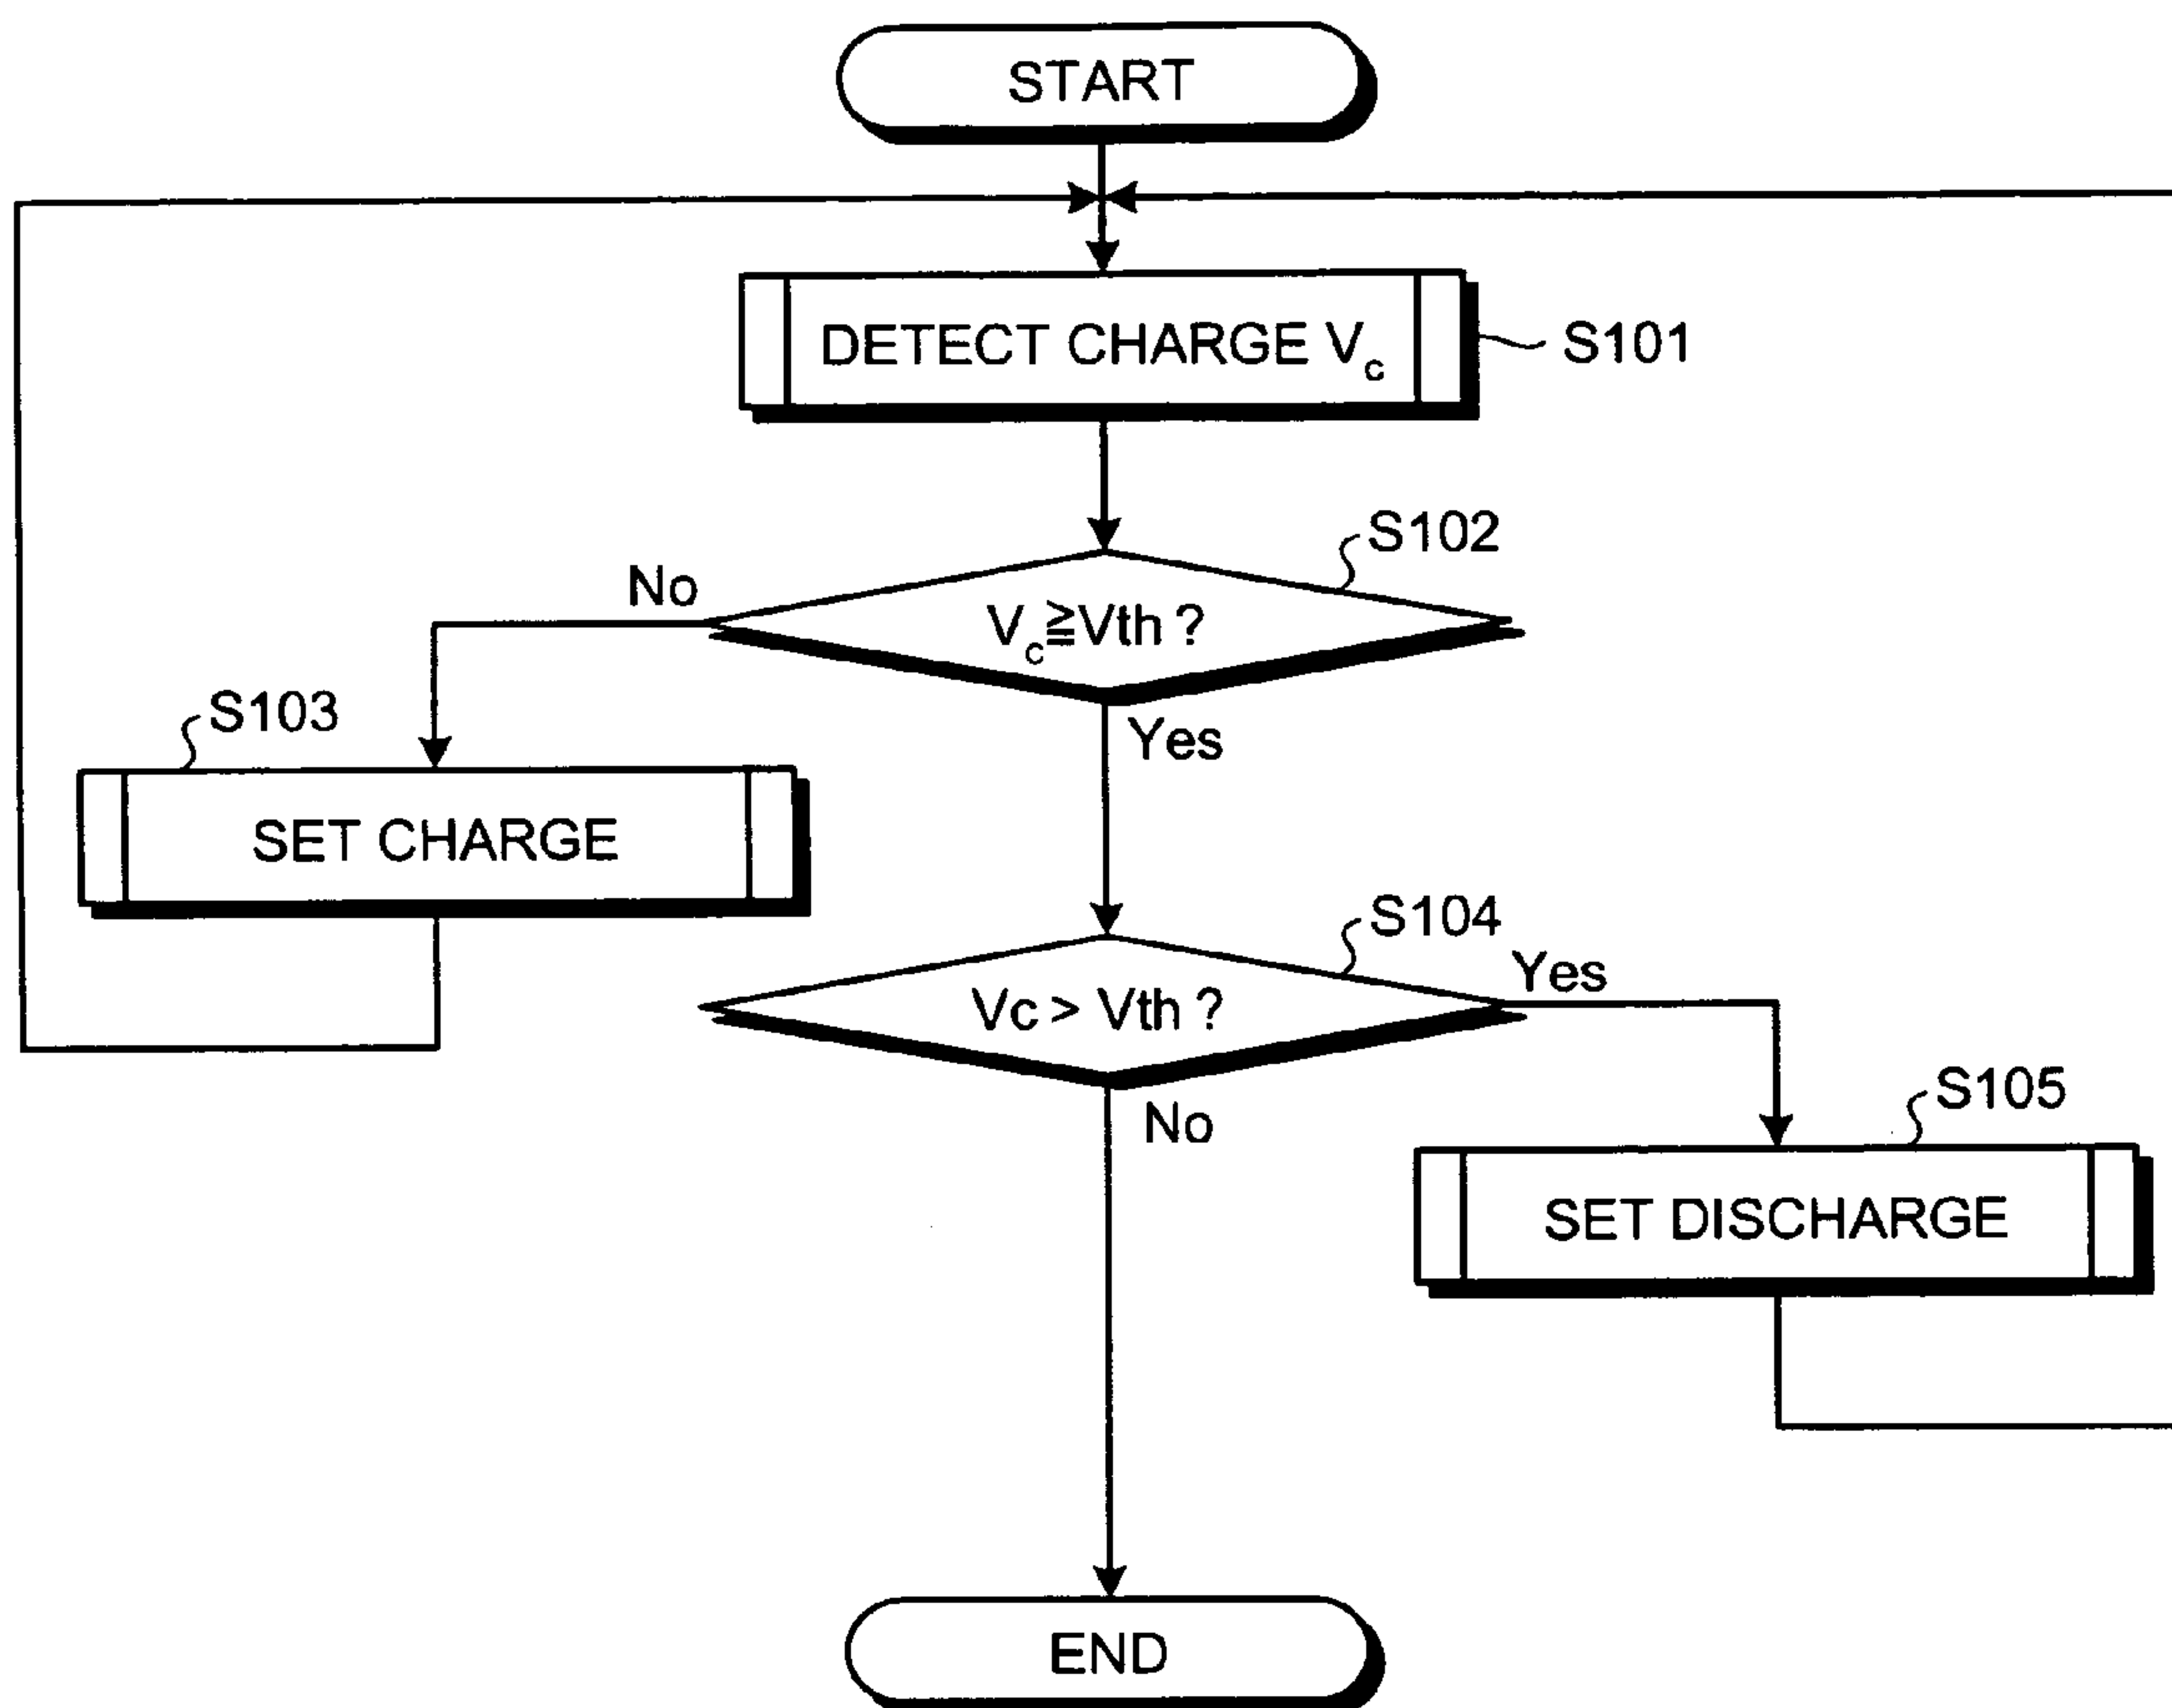 START
DETECT CHARGE Vc
S101
S102
No
Vc≧Vth ?
Yes
S103
SET CHARGE
S104
Yes
Vc > Vth ?
No
S105
SET DISCHARGE
END